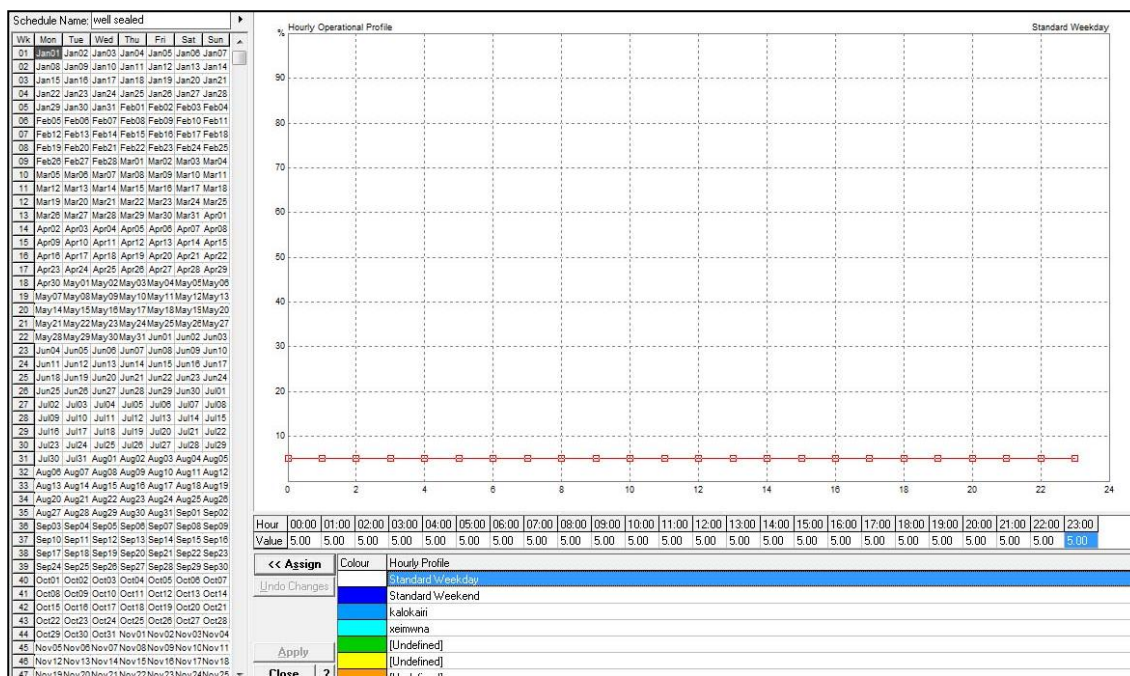 Schedule Name: well sealed
Wk Mon Tue Wed Thu Fri Sat Sun
01 Jan01 Jan02 Jan03 Jan04 Jan05 Jan06 Jan07
02 Jan08 Jan09 Jan10 Jan11 Jan12 Jan13 Jan14
03 Jan15 Jan16 Jan17 Jan18 Jan19 Jan20 Jan21
04 Jan22 Jan23 Jan24 Jan25 Jan26 Jan27 Jan28
05 Jan29 Jan30 Jan31 Feb01 Feb02 Feb03 Feb04
06 Feb05 Feb06 Feb07 Feb08 Feb09 Feb10 Feb11
07 Feb12 Feb13 Feb14 Feb15 Feb16 Feb17 Feb18
08 Feb19 Feb20 Feb21 Feb22 Feb23 Feb24 Feb25
09 Feb26 Feb27 Feb28 Mar01 Mar02 Mar03 Mar04
10 Mar05 Mar06 Mar07 Mar08 Mar09 Mar10 Mar11
11 Mar12 Mar13 Mar14 Mar15 Mar16 Mar17 Mar18
12 Mar19 Mar20 Mar21 Mar22 Mar23 Mar24 Mar25
13 Mar26 Mar27 Mar28 Mar29 Mar30 Mar31 Apr01
14 Apr02 Apr03 Apr04 Apr05 Apr06 Apr07 Apr08
15 Apr09 Apr10 Apr11 Apr12 Apr13 Apr14 Apr15
16 Apr16 Apr17 Apr18 Apr19 Apr20 Apr21 Apr22
17 Apr23 Apr24 Apr25 Apr26 Apr27 Apr28 Apr29
18 Apr30 May01 May02 May03 May04 May05 May06
19 May07 May08 May09 May10 May11 May12 May13
20 May14 May15 May16 May17 May18 May19 May20
21 May21 May22 May23 May24 May25 May26 May27
22 May28 May29 May30 May31 Jun01 Jun02 Jun03
23 Jun04 Jun05 Jun06 Jun07 Jun08 Jun09 Jun10
24 Jun11 Jun12 Jun13 Jun14 Jun15 Jun16 Jun17
25 Jun18 Jun19 Jun20 Jun21 Jun22 Jun23 Jun24
26 Jun25 Jun26 Jun27 Jun28 Jun29 Jun30 Jul01
27 Jul02 Jul03 Jul04 Jul05 Jul06 Jul07 Jul08
28 Jul09 Jul10 Jul11 Jul12 Jul13 Jul14 Jul15
29 Jul16 Jul17 Jul18 Jul19 Jul20 Jul21 Jul22
30 Jul23 Jul24 Jul25 Jul26 Jul27 Jul28 Jul29
31 Jul30 Jul31 Aug01 Aug02 Aug03 Aug04 Aug05
32 Aug06 Aug07 Aug08 Aug09 Aug10 Aug11 Aug12
33 Aug13 Aug14 Aug15 Aug16 Aug17 Aug18 Aug19
34 Aug20 Aug21 Aug22 Aug23 Aug24 Aug25 Aug26
35 Aug27 Aug28 Aug29 Aug30 Aug31 Sep01 Sep02
36 Sep03 Sep04 Sep05 Sep06 Sep07 Sep08 Sep09
37 Sep10 Sep11 Sep12 Sep13 Sep14 Sep15 Sep16
38 Sep17 Sep18 Sep19 Sep20 Sep21 Sep22 Sep23
39 Sep24 Sep25 Sep26 Sep27 Sep28 Sep29 Sep30
40 Oct01 Oct02 Oct03 Oct04 Oct05 Oct06 Oct07
41 Oct08 Oct09 Oct10 Oct11 Oct12 Oct13 Oct14
42 Oct15 Oct16 Oct17 Oct18 Oct19 Oct20 Oct21
43 Oct22 Oct23 Oct24 Oct25 Oct26 Oct27 Oct28
44 Oct29 Oct30 Oct31 Nov01 Nov02 Nov03 Nov04
45 Nov05 Nov06 Nov07 Nov08 Nov09 Nov10 Nov11
46 Nov12 Nov13 Nov14 Nov15 Nov16 Nov17 Nov18
47 Nov19 Nov20 Nov21 Nov22 Nov23 Nov24 Nov25
Hourly Operational Profile Standard Weekday
%
90
80
70
60
50
40
30
20
10
0 2 4 6 8 10 12 14 16 18 20 22 24
Hour 00:00 01:00 02:00 03:00 04:00 05:00 06:00 07:00 08:00 09:00 10:00 11:00 12:00 13:00 14:00 15:00 16:00 17:00 18:00 19:00 20:00 21:00 22:00 23:00
Value 5.00 5.00 5.00 5.00 5.00 5.00 5.00 5.00 5.00 5.00 5.00 5.00 5.00 5.00 5.00 5.00 5.00 5.00 5.00 5.00 5.00 5.00 5.00 5.00
<< Assign
Undo Changes
Apply
Close ?
Colour Hourly Profile
Standard Weekday
Standard Weekend
kalokairi
xeimwna
[Undefined]
[Undefined]
[Undefined]